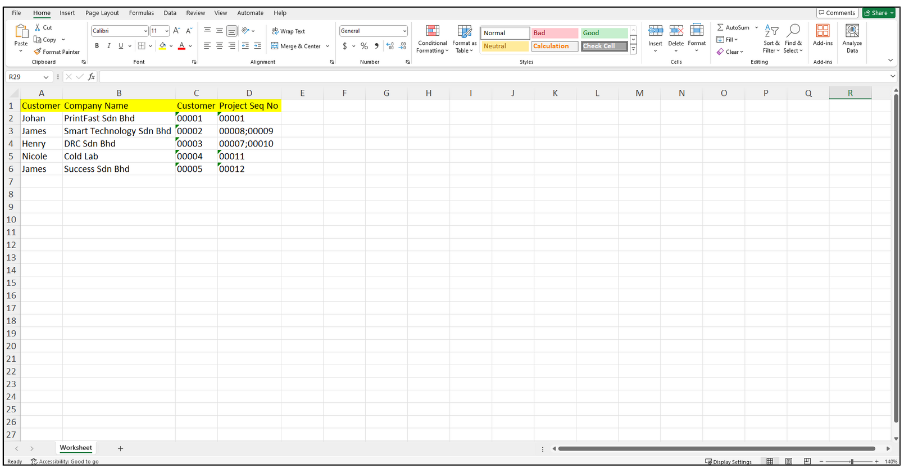 File Home Insert Page Layout Formulas Data Review View Automate Help Comments Share
Cut
Copy
Format Painter
Paste
Clipboard
Calibri 11 A A
B I U A
Font
Wrap Text
Merge & Center
Alignment
General
$ % 9
Number
Conditional Formatting
Format as Table
Normal Bad Good
Neutral Calculation Check Cell
Styles
Insert Delete Format
Cells
AutoSum
Fill
Clear
Sort & Filter
Find & Select
Editing
Add-ins
Add-ins
Analyze Data
R29 fx
A B C D E F G H I J K L M N O P Q R
1 Customer Company Name Customer Project Seq No
2 Johan PrintFast Sdn Bhd 00001 00001
3 James Smart Technology Sdn Bhd 00002 00008;00009
4 Henry DRC Sdn Bhd 00003 00007;00010
5 Nicole Cold Lab 00004 00011
6 James Success Sdn Bhd 00005 00012
7
8
9
10
11
12
13
14
15
16
17
18
19
20
21
22
23
24
25
26
27
Worksheet +
Ready Accessibility: Good to go Display Settings - + 140%